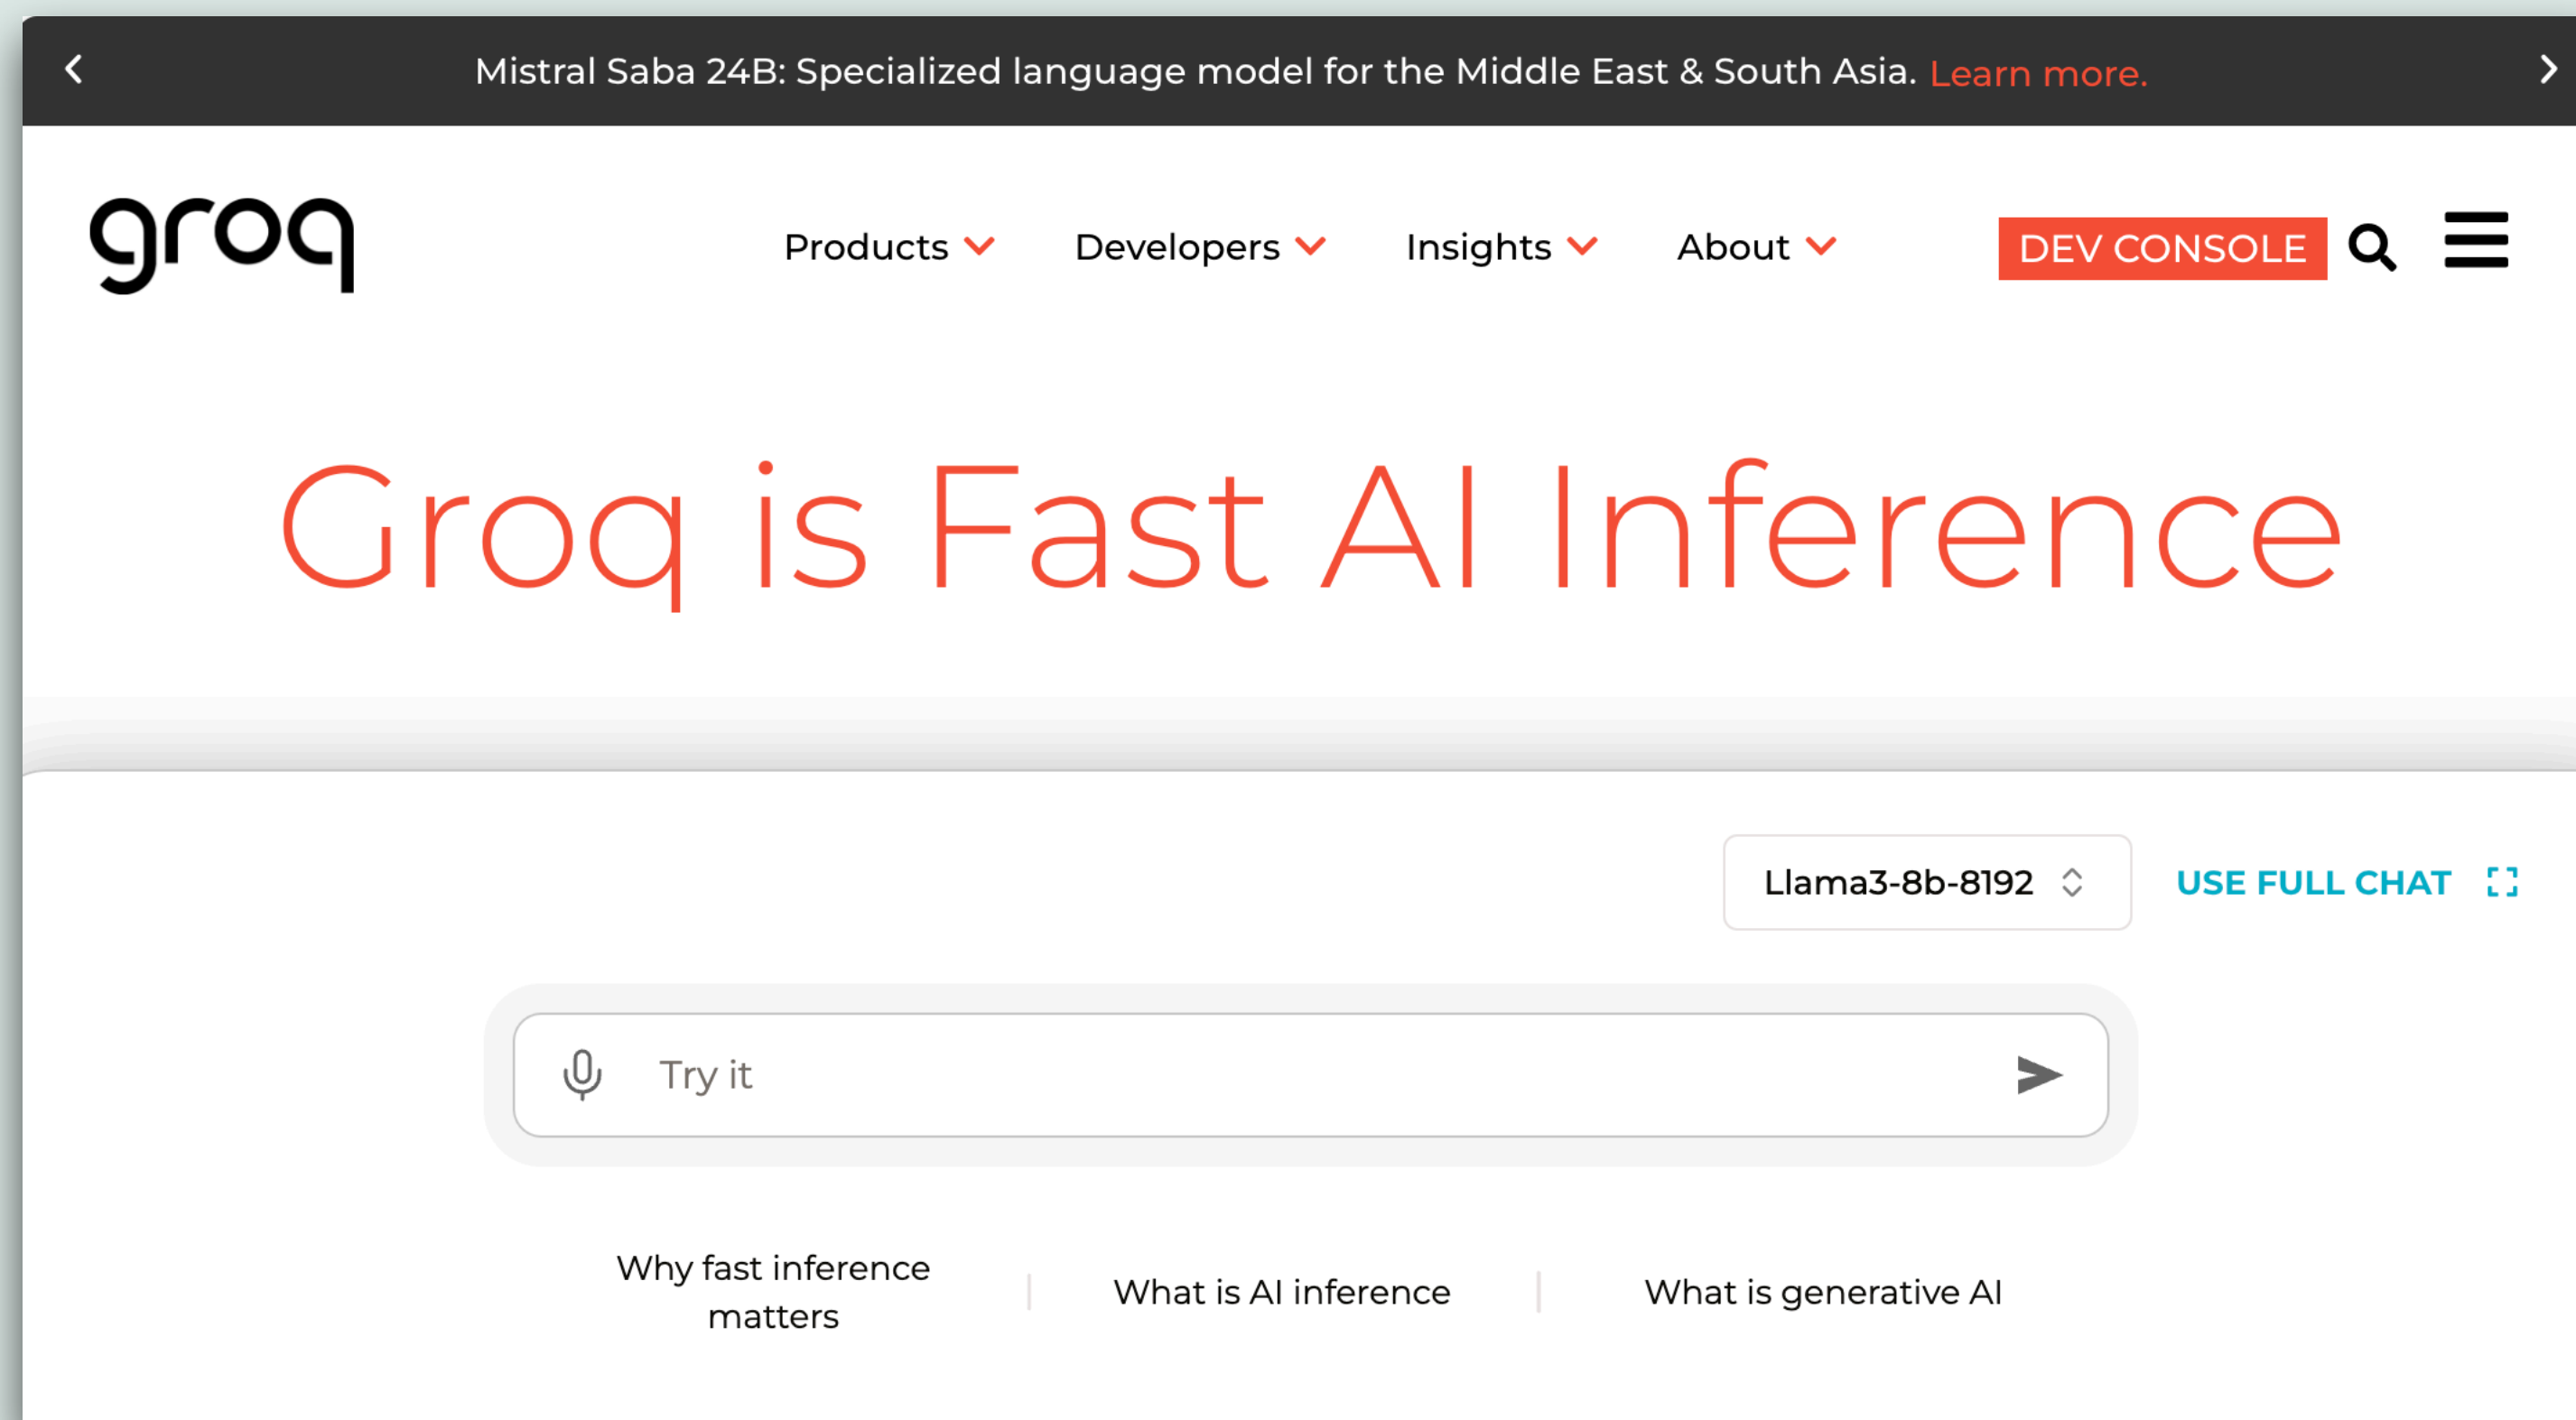 Mistral Saba 24B: Specialized language model for the Middle East & South Asia. Learn more.
groq
Products
Developers
Insights
About
DEV CONSOLE
Groq is Fast AI Inference
Llama3-8b-8192
USE FULL CHAT
Try it
Why fast inference
matters
What is AI inference
What is generative AI